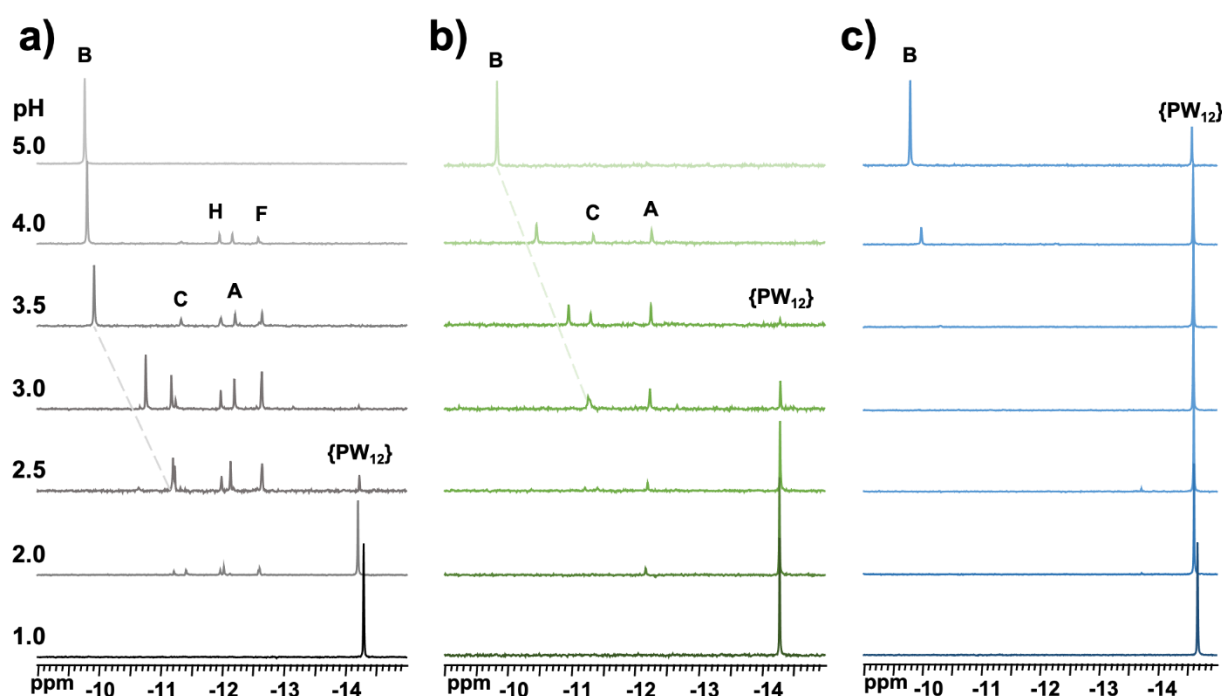 a) b) c)
B B B
pH
{PW12}
5.0
4.0 H F C A
3.5 C A {PW12}
3.0
2.5 {PW12}
2.0
1.0
ppm -10 -11 -12 -13 -14 ppm -10 -11 -12 -13 -14 ppm -10 -11 -12 -13 -14